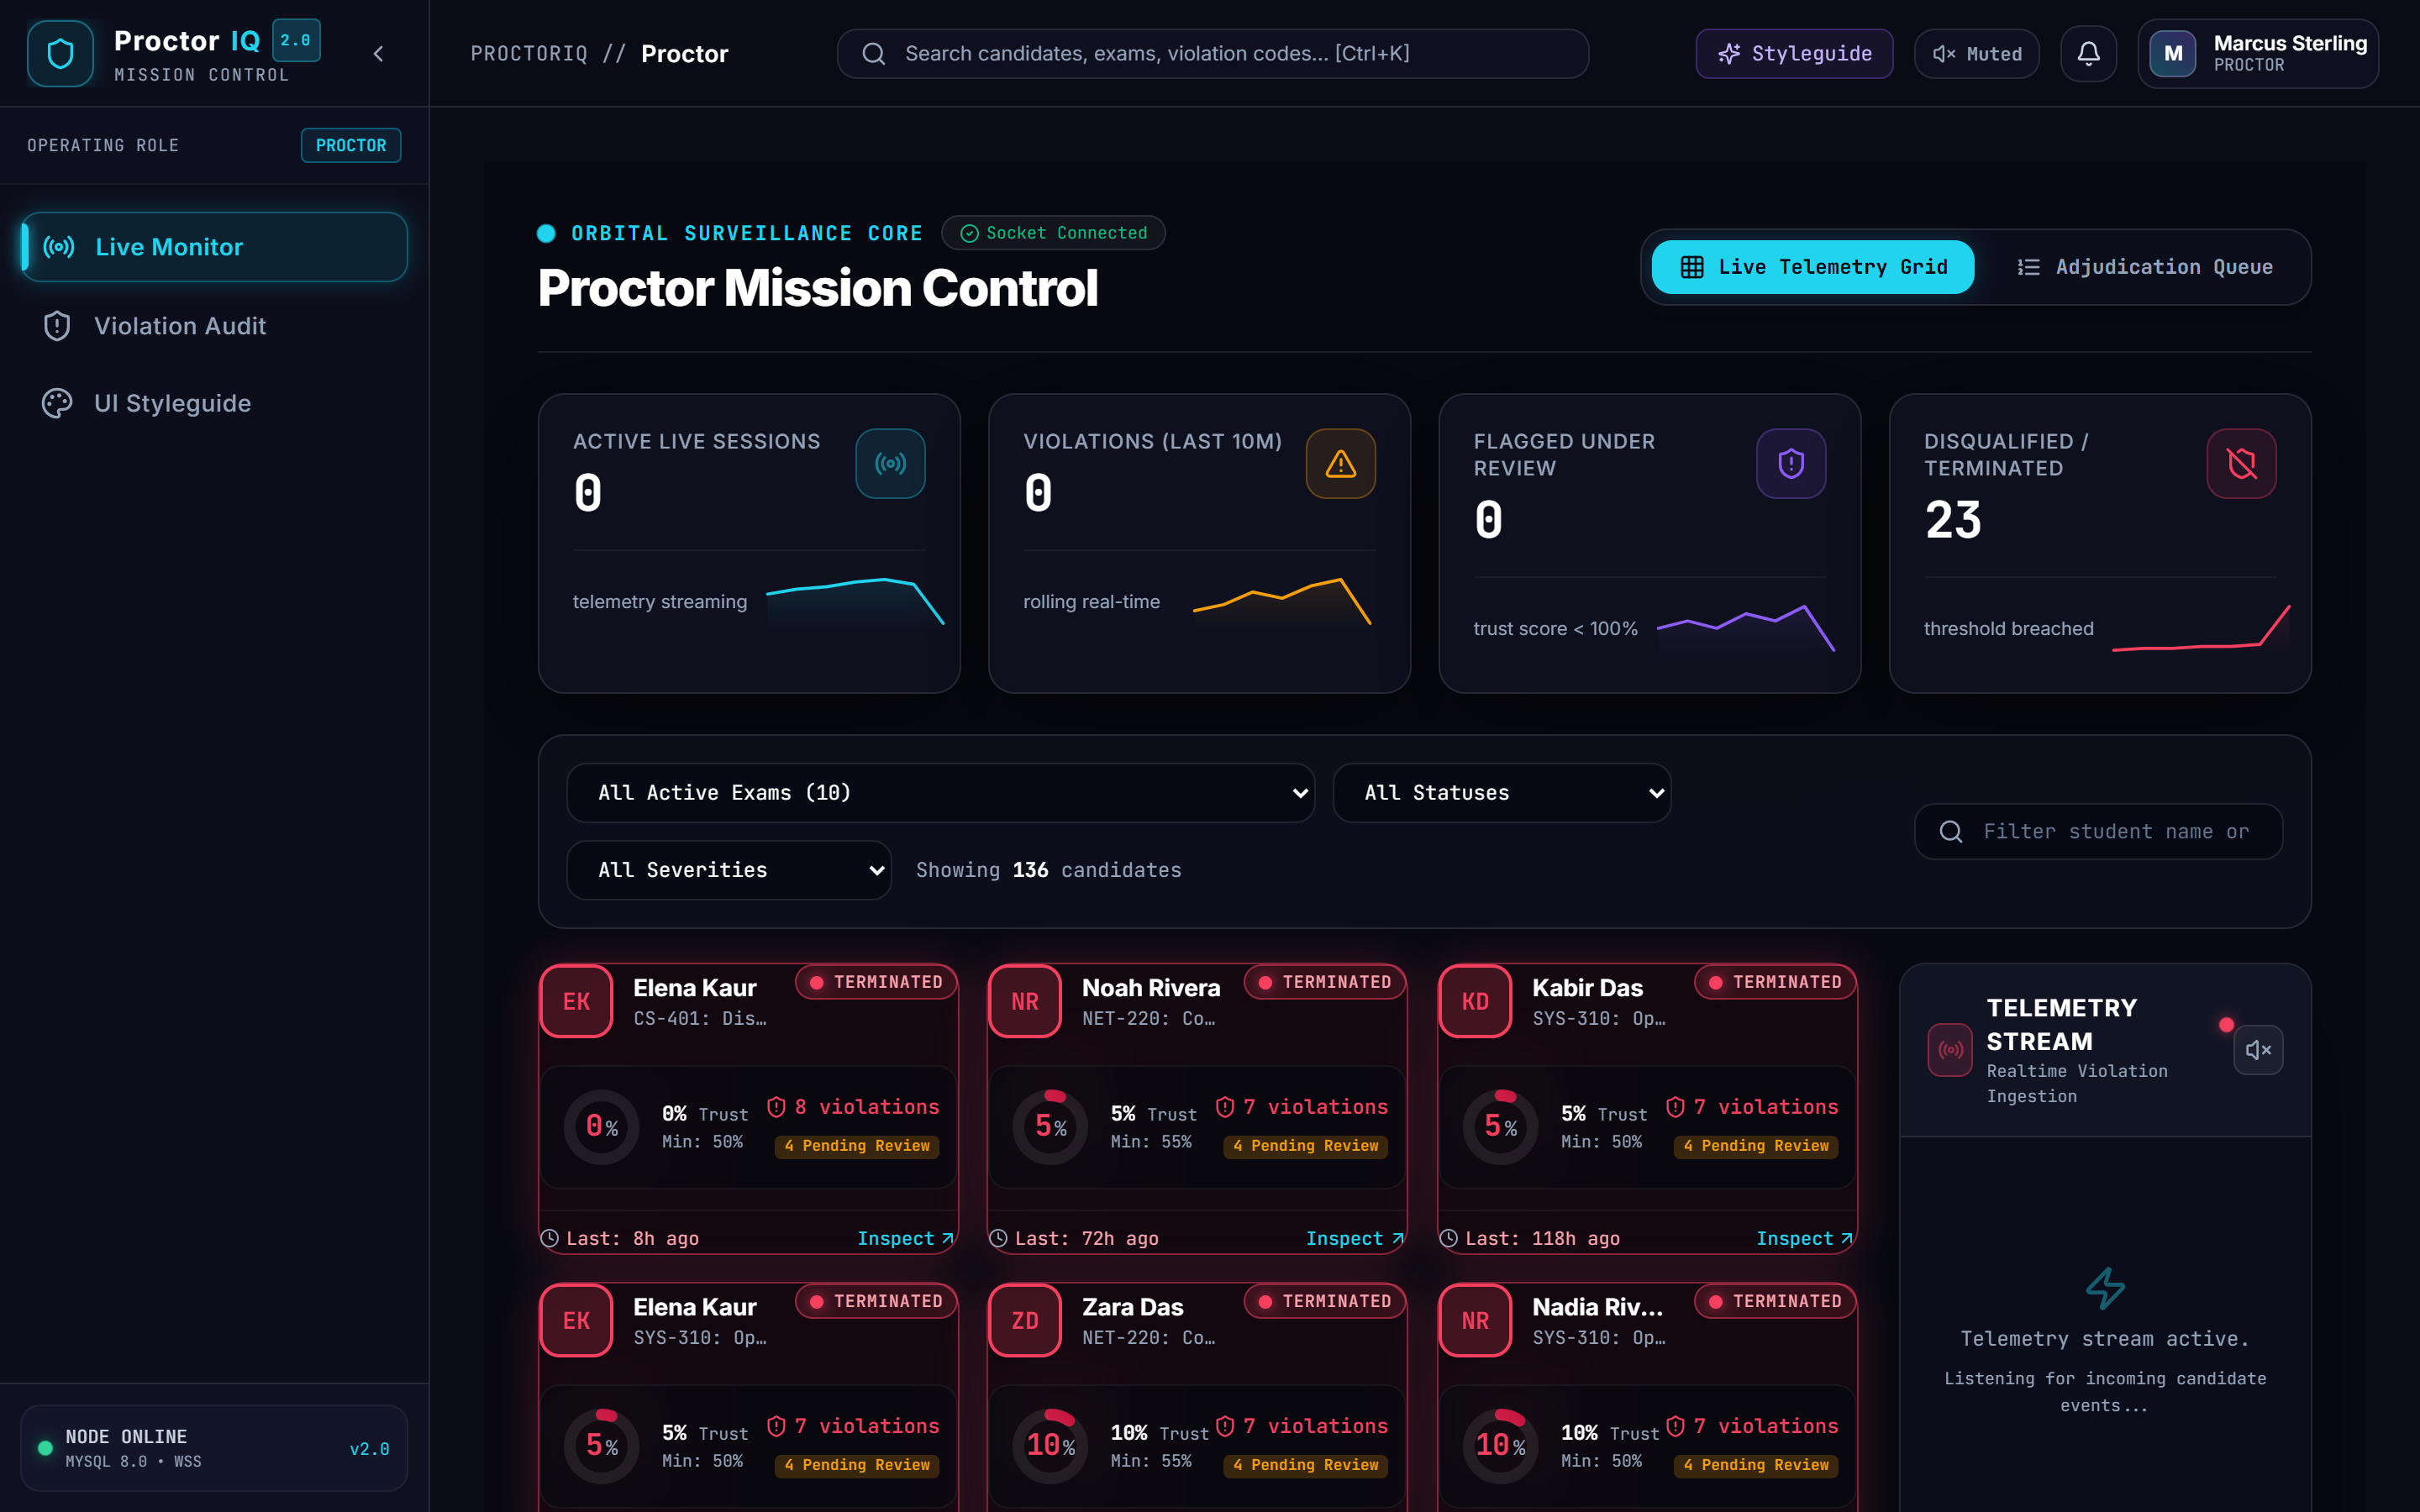 Proctor IQ 2.0
MISSION CONTROL
OPERATING ROLE PROCTOR
Live Monitor
Violation Audit
UI Styleguide
NODE ONLINE
MYSQL 8.0 • WSS
v2.0
PROCTORIQ // Proctor
Search candidates, exams, violation codes... [Ctrl+K]
Styleguide
Muted
M
Marcus Sterling
PROCTOR
ORBITAL SURVEILLANCE CORE
Socket Connected
Proctor Mission Control
Live Telemetry Grid
Adjudication Queue
ACTIVE LIVE SESSIONS
0
telemetry streaming
VIOLATIONS (LAST 10M)
0
rolling real-time
FLAGGED UNDER
REVIEW
0
trust score < 100%
DISQUALIFIED /
TERMINATED
23
threshold breached
All Active Exams (10)
All Statuses
All Severities
Showing 136 candidates
Filter student name or
EK
Elena Kaur
TERMINATED
CS-401: Dis…
0%
0% Trust
Min: 50%
8 violations
4 Pending Review
Last: 8h ago
Inspect
NR
Noah Rivera
TERMINATED
NET-220: Co…
5%
5% Trust
Min: 55%
7 violations
4 Pending Review
Last: 72h ago
Inspect
KD
Kabir Das
TERMINATED
SYS-310: Op…
5%
5% Trust
Min: 50%
7 violations
4 Pending Review
Last: 118h ago
Inspect
EK
Elena Kaur
TERMINATED
SYS-310: Op…
5%
5% Trust
Min: 50%
7 violations
4 Pending Review
ZD
Zara Das
TERMINATED
NET-220: Co…
10%
10% Trust
Min: 55%
7 violations
4 Pending Review
NR
Nadia Riv…
TERMINATED
SYS-310: Op…
10%
10% Trust
Min: 50%
7 violations
4 Pending Review
TELEMETRY
STREAM
Realtime Violation
Ingestion
Telemetry stream active.
Listening for incoming candidate
events...